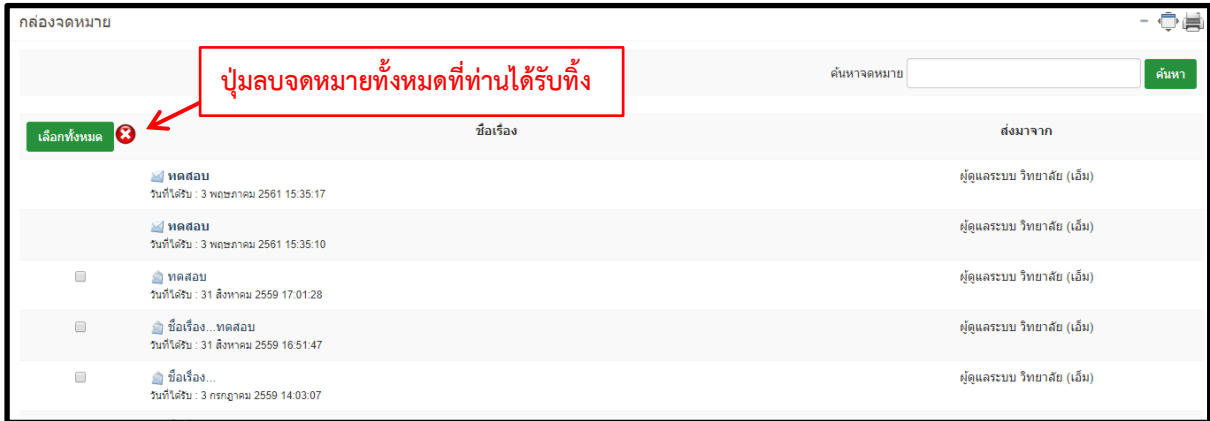 กล่องจดหมาย
ปุ่มลบจดหมายทั้งหมดที่ท่านได้รับทิ้ง
ค้นหาจดหมาย
ค้นหา
เลือกทั้งหมด ชื่อเรื่อง ส่งมาจาก
ทดสอบ ผู้ดูแลระบบ วิทยาลัย (เอ็ม)
วันที่ได้รับ : 3 พฤษภาคม 2561 15:35:17
ทดสอบ ผู้ดูแลระบบ วิทยาลัย (เอ็ม)
วันที่ได้รับ : 3 พฤษภาคม 2561 15:35:10
ทดสอบ ผู้ดูแลระบบ วิทยาลัย (เอ็ม)
วันที่ได้รับ : 31 สิงหาคม 2559 17:01:28
ชื่อเรื่อง...ทดสอบ ผู้ดูแลระบบ วิทยาลัย (เอ็ม)
วันที่ได้รับ : 31 สิงหาคม 2559 16:51:47
ชื่อเรื่อง... ผู้ดูแลระบบ วิทยาลัย (เอ็ม)
วันที่ได้รับ : 3 กรกฎาคม 2559 14:03:07